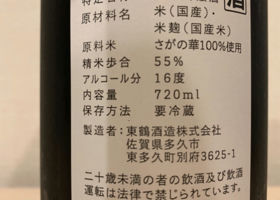 原材料名 米(国産)・
米麹(国産米)
原料米 さがの華100%使用
精米歩合 55%
アルコール分 16度
内容量 720ml
保存方法 要冷蔵
製造者:東鶴酒造株式会社
佐賀県多久市
東多久町別府3625-1
二十歳未満の者の飲酒及び飲酒
運転は法律で禁じられています。